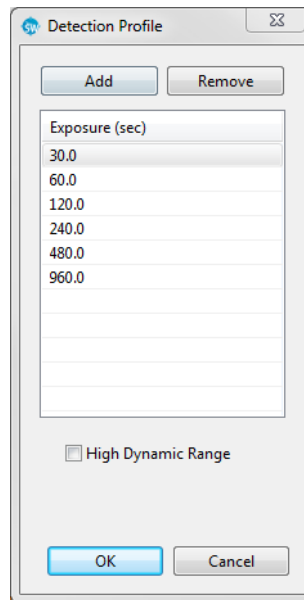 SW Detection Profile
Add Remove
Exposure (sec)
30.0
60.0
120.0
240.0
480.0
960.0
High Dynamic Range
OK Cancel